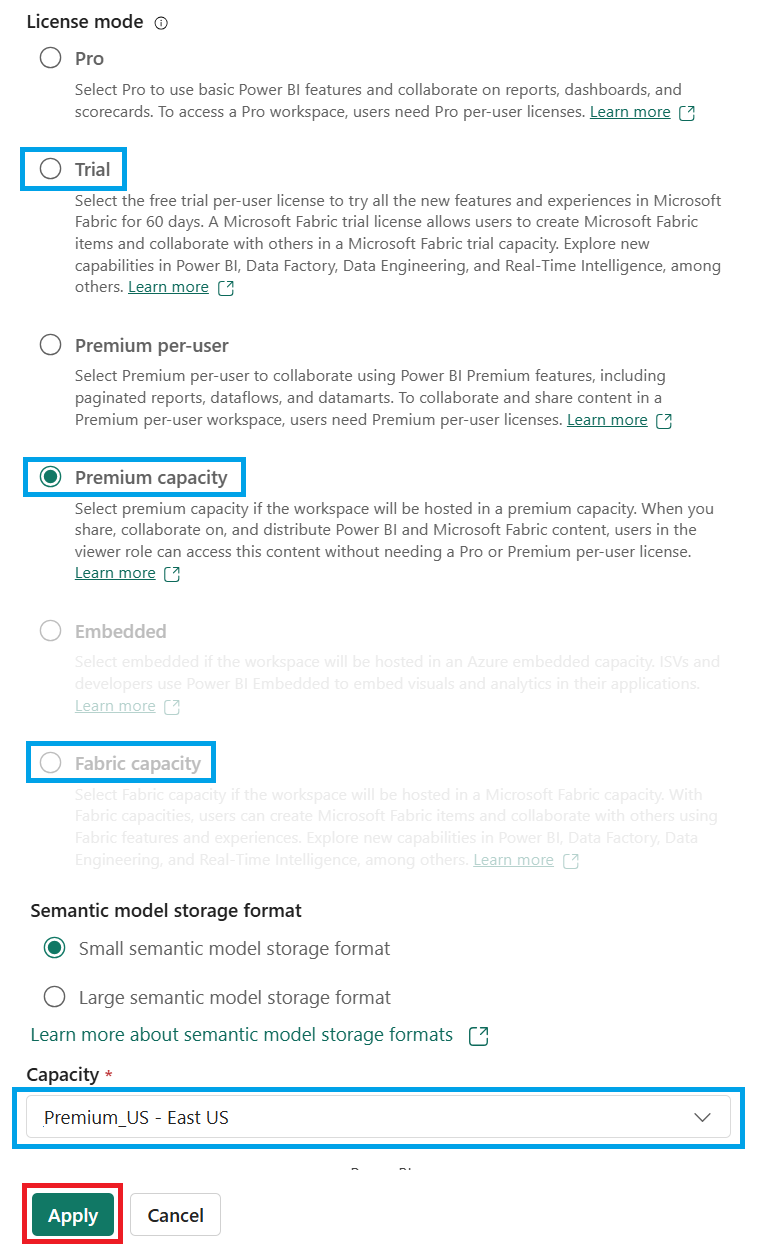 License mode
Pro
Select Pro to use basic Power BI features and collaborate on reports, dashboards, and
scorecards. To access a Pro workspace, users need Pro per-user licenses. Learn more
Trial
Select the free trial per-user license to try all the new features and experiences in Microsoft
Fabric for 60 days. A Microsoft Fabric trial license allows users to create Microsoft Fabric
items and collaborate with others in a Microsoft Fabric trial capacity. Explore new
capabilities in Power BI, Data Factory, Data Engineering, and Real-Time Intelligence, among
others. Learn more
Premium per-user
Select Premium per-user to collaborate using Power BI Premium features, including
paginated reports, dataflows, and datamarts. To collaborate and share content in a
Premium per-user workspace, users need Premium per-user licenses. Learn more
Premium capacity
Select premium capacity if the workspace will be hosted in a premium capacity. When you
share, collaborate on, and distribute Power BI and Microsoft Fabric content, users in the
viewer role can access this content without needing a Pro or Premium per-user license.
Learn more
Embedded
Select embedded if the workspace will be hosted in an Azure embedded capacity. ISVs and
developers use Power BI Embedded to embed visuals and analytics in their applications.
Learn more
Fabric capacity
Select Fabric capacity if the workspace will be hosted in a Microsoft Fabric capacity. With
Fabric capacities, users can create Microsoft Fabric items and collaborate with others using
Fabric features and experiences. Explore new capabilities in Power BI, Data Factory, Data
Engineering, and Real-Time Intelligence, among others. Learn more
Semantic model storage format
Small semantic model storage format
Large semantic model storage format
Learn more about semantic model storage formats
Capacity *
Premium_US - East US
Apply
Cancel